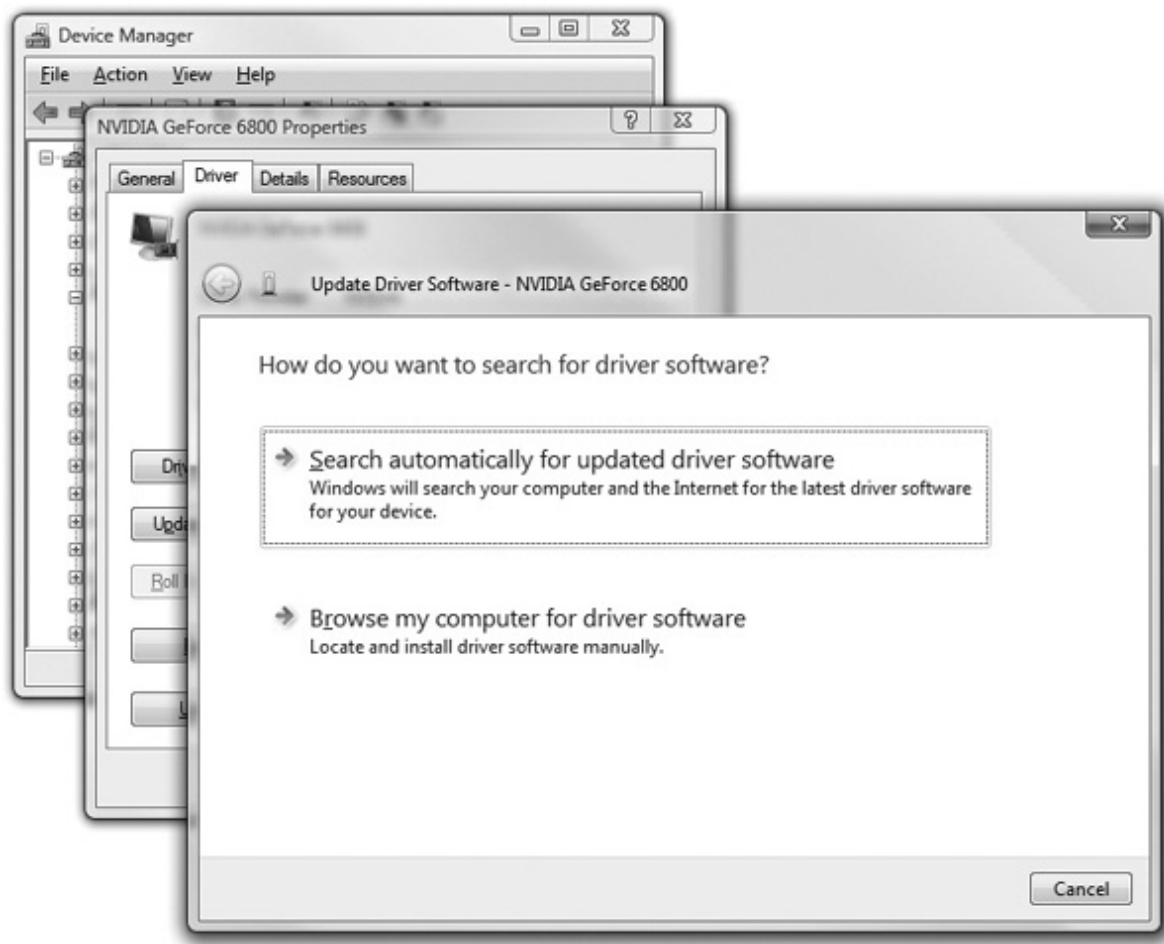 Device Manager
File Action View Help
NVIDIA GeForce 6800 Properties
General Driver Details Resources
Update Driver Software - NVIDIA GeForce 6800
How do you want to search for driver software?
Search automatically for updated driver software
Windows will search your computer and the Internet for the latest driver software
for your device.
Browse my computer for driver software
Locate and install driver software manually.
Roll
Cancel